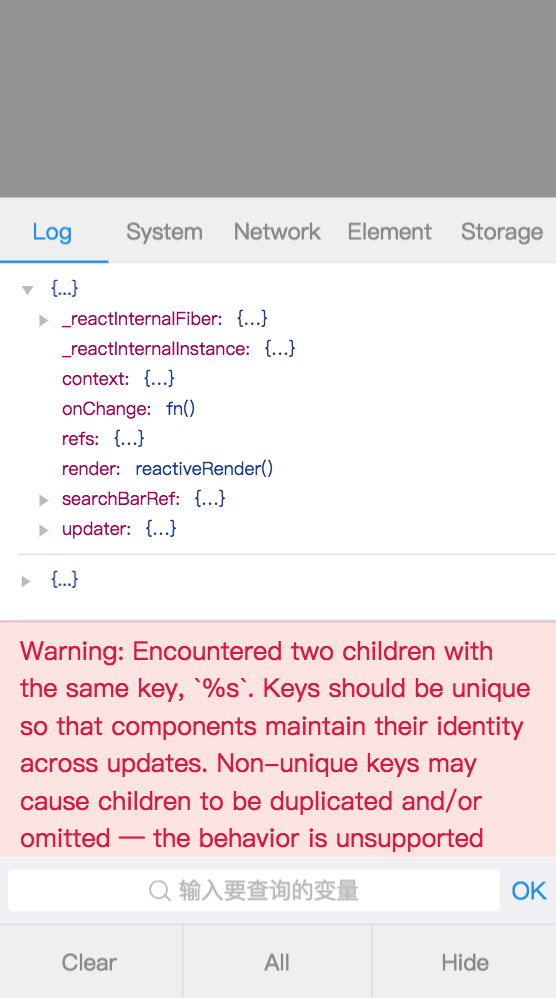 Log System Network Element Storage
{...}
_reactInternalFiber: {...}
_reactInternalInstance: {...}
context: {...}
onChange: fn()
refs: {...}
render: reactiveRender()
searchBarRef: {...}
updater: {...}
{...}
Warning: Encountered two children with
the same key, `%s`. Keys should be unique
so that components maintain their identity
across updates. Non-unique keys may
cause children to be duplicated and/or
omitted — the behavior is unsupported
输入要查询的变量 OK
Clear All Hide